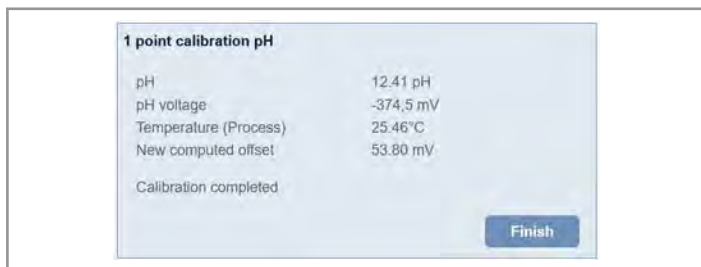 1 point calibration pH
pH 12.41 pH
pH voltage -374,5 mV
Temperature (Process) 25.46°C
New computed offset 53.80 mV
Calibration completed
Finish